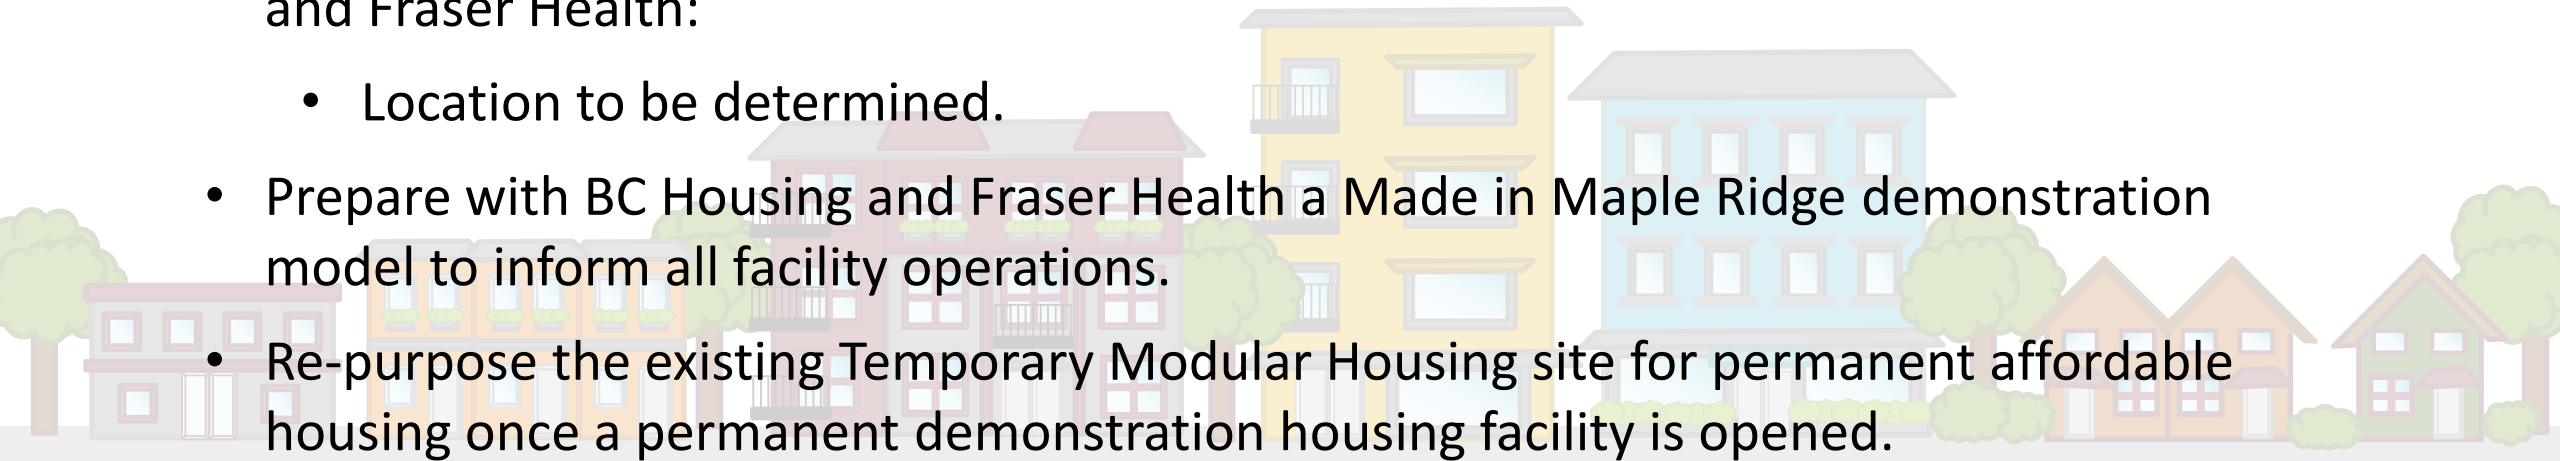 and Fraser Health:
• Location to be determined.
• Prepare with BC Housing and Fraser Health a Made in Maple Ridge demonstration
model to inform all facility operations.
• Re-purpose the existing Temporary Modular Housing site for permanent affordable
housing once a permanent demonstration housing facility is opened.